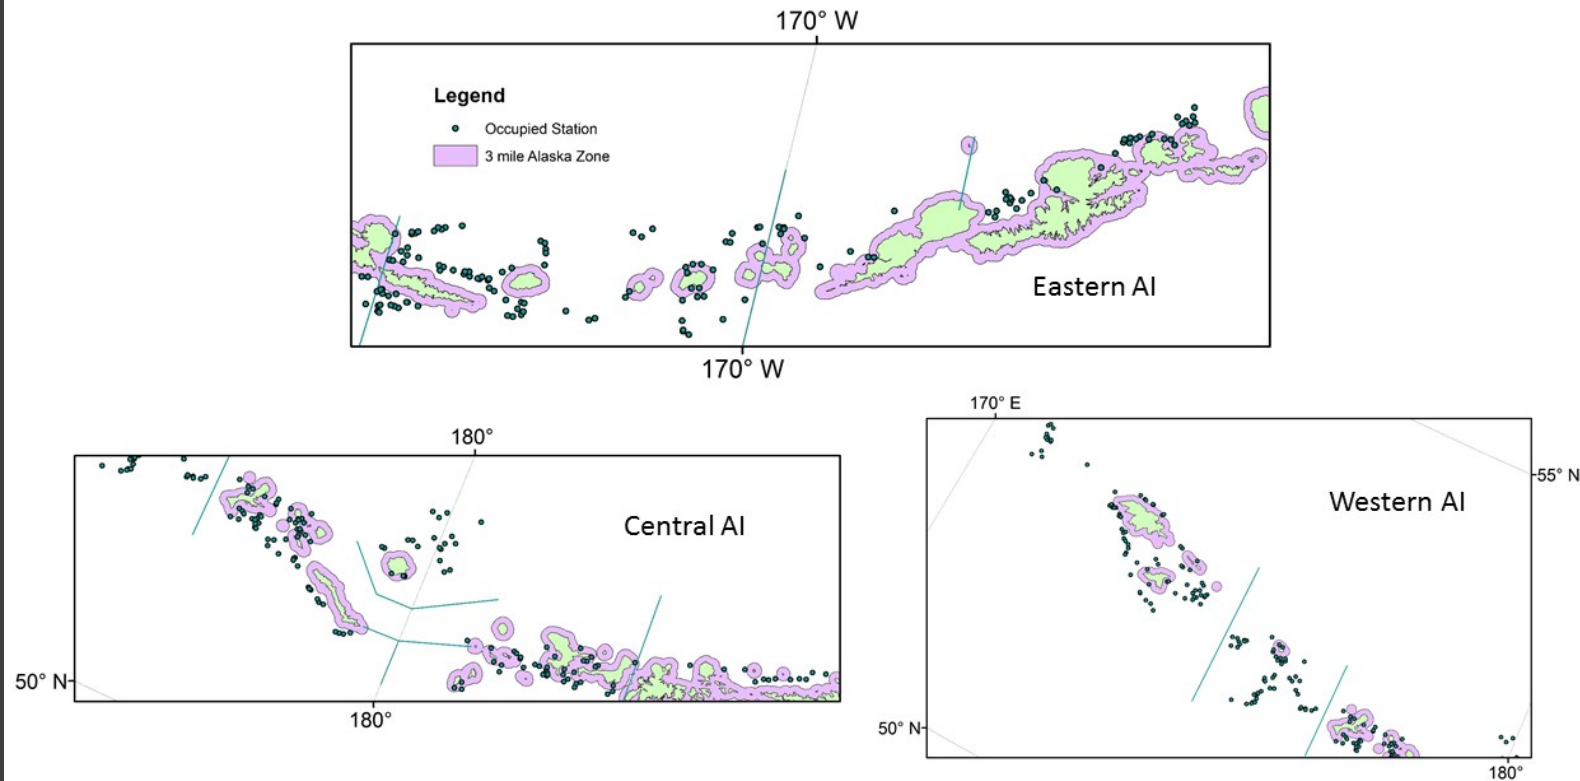 170° W
Legend
Occupied Station
3 mile Alaska Zone
Eastern AI
170° W
180°
Central AI
50° N
180°
170° E
55° N
Western AI
50° N
180°